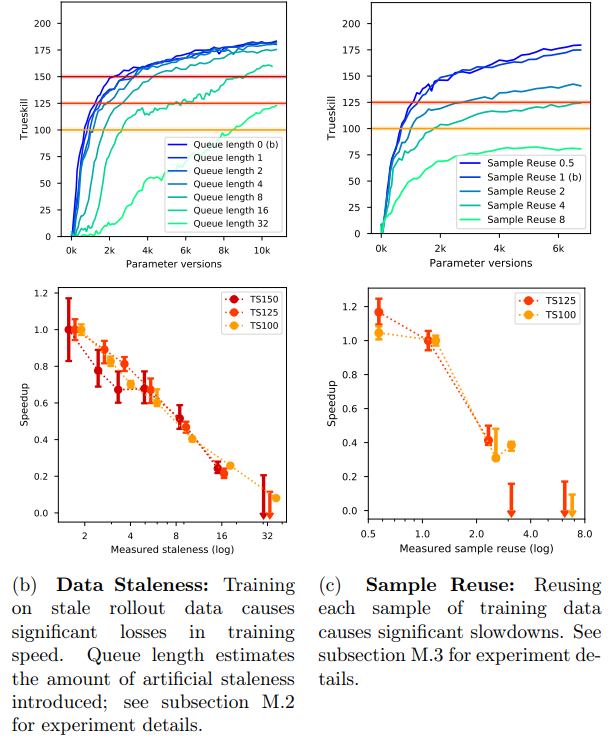 200
175
150
125
100
75
50
25
0
Trueskill
0k 2k 4k 6k 8k 10k
Parameter versions
Queue length 0 (b)
Queue length 1
Queue length 2
Queue length 4
Queue length 8
Queue length 16
Queue length 32
200
175
150
125
100
75
50
25
0
Trueskill
0k 2k 4k 6k
Parameter versions
Sample Reuse 0.5
Sample Reuse 1 (b)
Sample Reuse 2
Sample Reuse 4
Sample Reuse 8
1.2
1.0
0.8
0.6
0.4
0.2
0.0
Speedup
2 4 8 16 32
Measured staleness (log)
TS150
TS125
TS100
1.2
1.0
0.8
0.6
0.4
0.2
0.0
Speedup
0.5 1.0 2.0 4.0 8.0
Measured sample reuse (log)
TS125
TS100
(b) Data Staleness: Training
on stale rollout data causes
significant losses in training
speed. Queue length estimates
the amount of artificial staleness
introduced; see subsection M.2
for experiment details.
(c) Sample Reuse: Reusing
each sample of training data
causes significant slowdowns. See
subsection M.3 for experiment de-
tails.